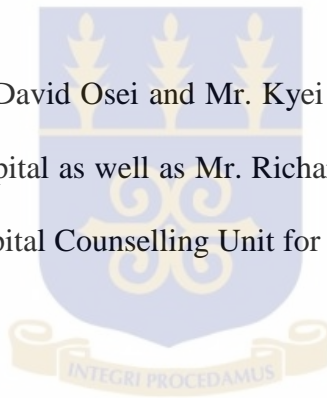 David Osei and Mr. Kyei
pital as well as Mr. Richa
pital Counselling Unit for
INTEGRI PROCEDAMUS